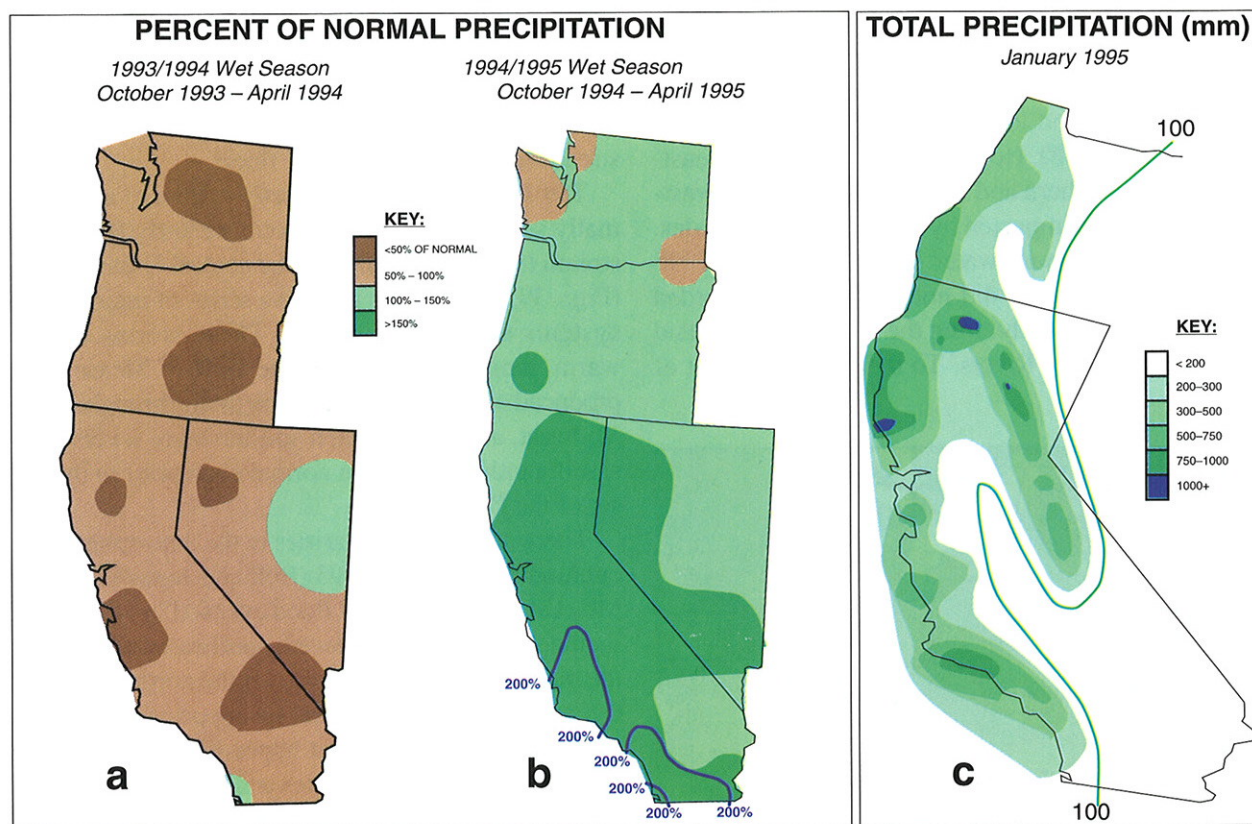 PERCENT OF NORMAL PRECIPITATION
1993/1994 Wet Season
October 1993 – April 1994
1994/1995 Wet Season
October 1994 – April 1995
KEY:
<50% OF NORMAL
50% – 100%
100% – 150%
>150%
200%
200%
200%
200%
200%
200%
a
b
TOTAL PRECIPITATION (mm)
January 1995
100
KEY:
< 200
200–300
300–500
500–750
750–1000
1000+
c
100